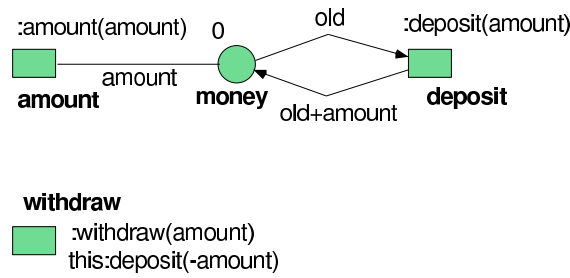 :amount(amount)
0
old
:deposit(amount)
amount
amount
money
old+amount
deposit
withdraw
:withdraw(amount)
this:deposit(-amount)